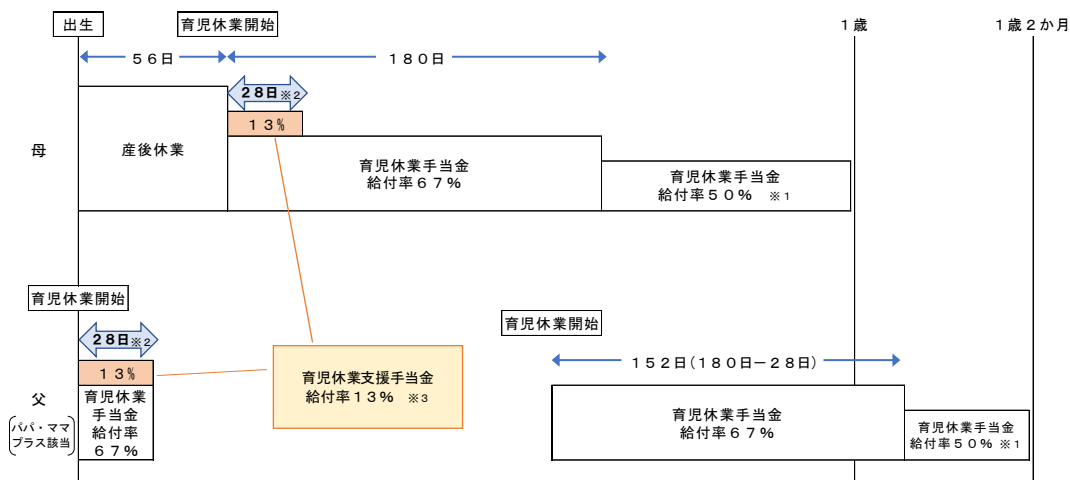 出生
育児休業開始
１歳
１歳２か月
５６日
１８０日
２８日※２
１３％
母
産後休業
育児休業手当金
給付率６７％
育児休業手当金
給付率５０％　※１
育児休業開始
育児休業開始
２８日※２
１５２日（１８０日－２８日）
１３％
育児休業支援手当金
給付率１３％　※３
父
（パパ・ママ
プラス該当）
育児休業
手当金
給付率
６７％
育児休業手当金
給付率６７％
育児休業手当金
給付率５０％ ※１